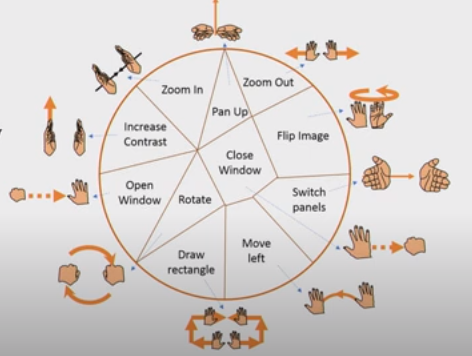 Zoom In
Zoom Out
Pan Up
Increase
Contrast
Flip Image
Close
Window
Open
Window
Rotate
Switch
panels
Draw
rectangle
Move
left